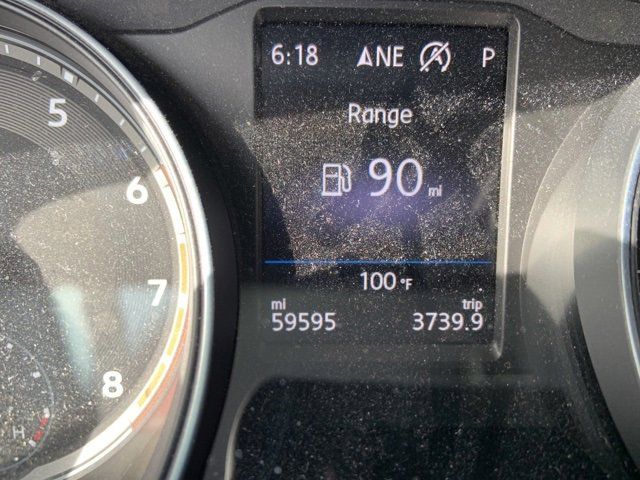 6:18 NE P
Range
90 mi
100 °F
mi trip
59595 3739.9
5
6
7
8
H